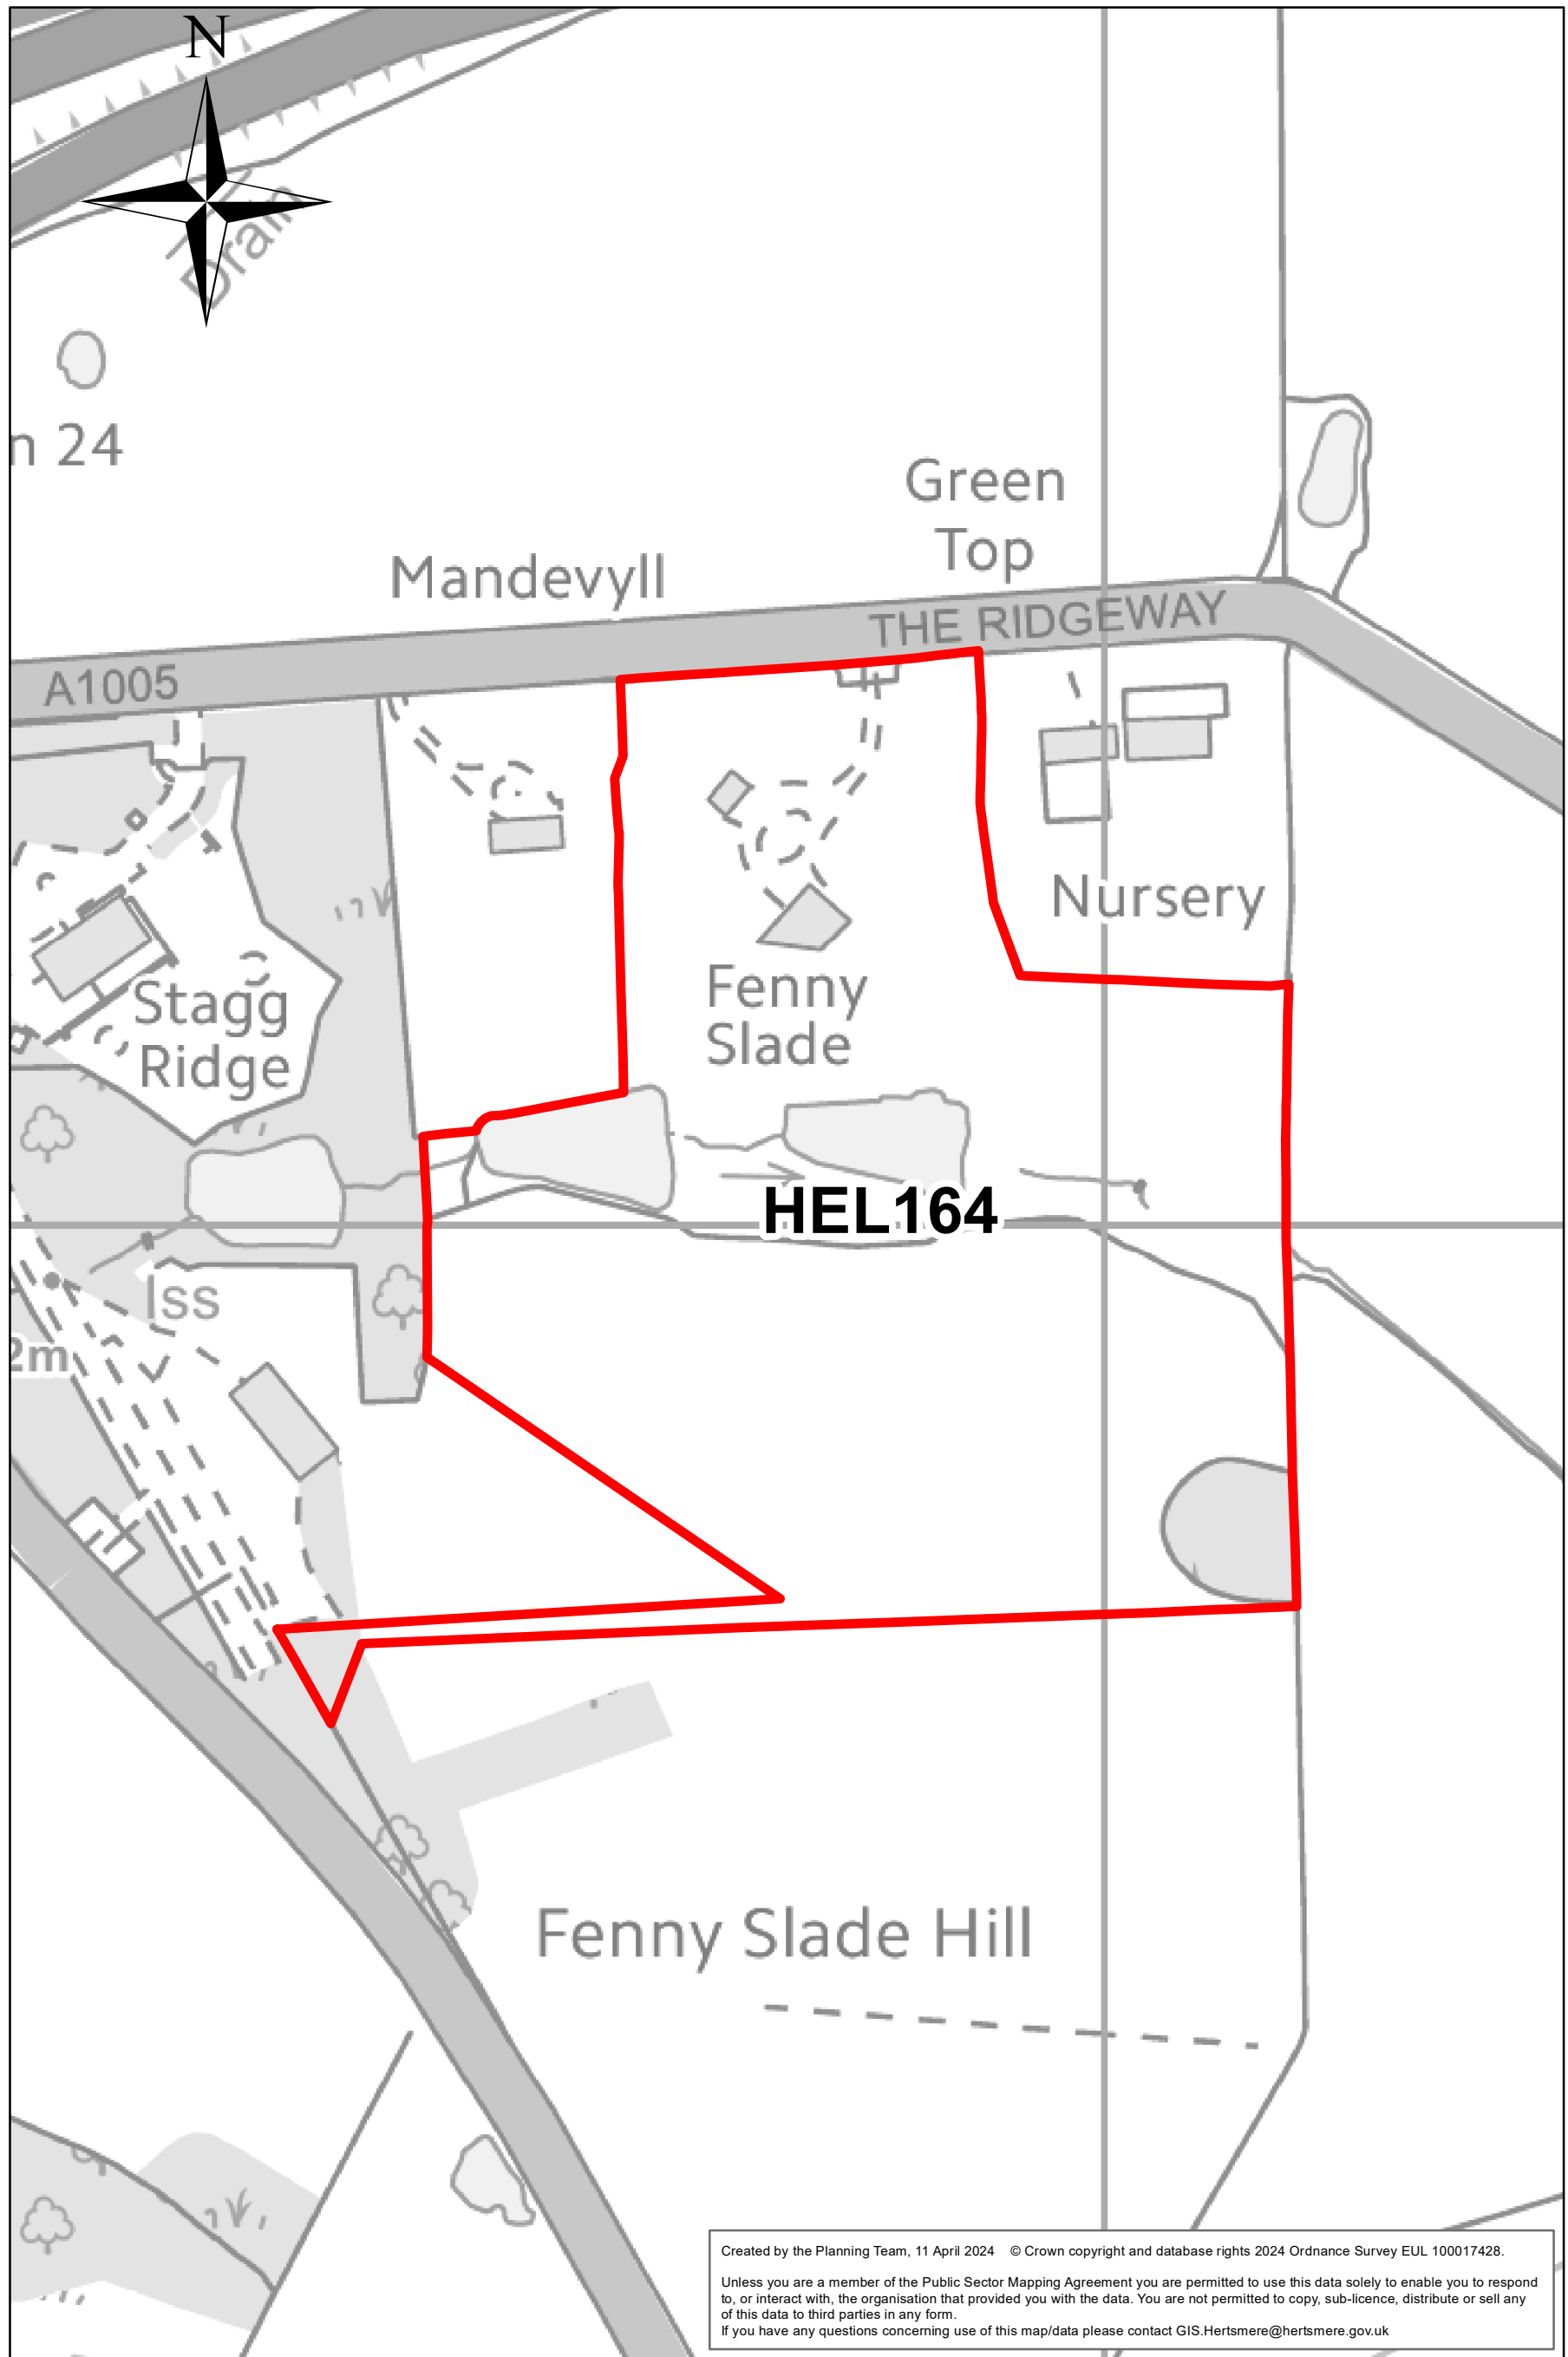 N
Drain
n 24
Green
Top
Mandevyll
THE RIDGEWAY
A1005
Nursery
Fenny
Slade
Stagg
Ridge
HEL164
Iss
2m
Fenny Slade Hill
Created by the Planning Team, 11 April 2024 © Crown copyright and database rights 2024 Ordnance Survey EUL 100017428.
Unless you are a member of the Public Sector Mapping Agreement you are permitted to use this data solely to enable you to respond
to, or interact with, the organisation that provided you with the data. You are not permitted to copy, sub-licence, distribute or sell any
of this data to third parties in any form.
If you have any questions concerning use of this map/data please contact GIS.Hertsmere@hertsmere.gov.uk